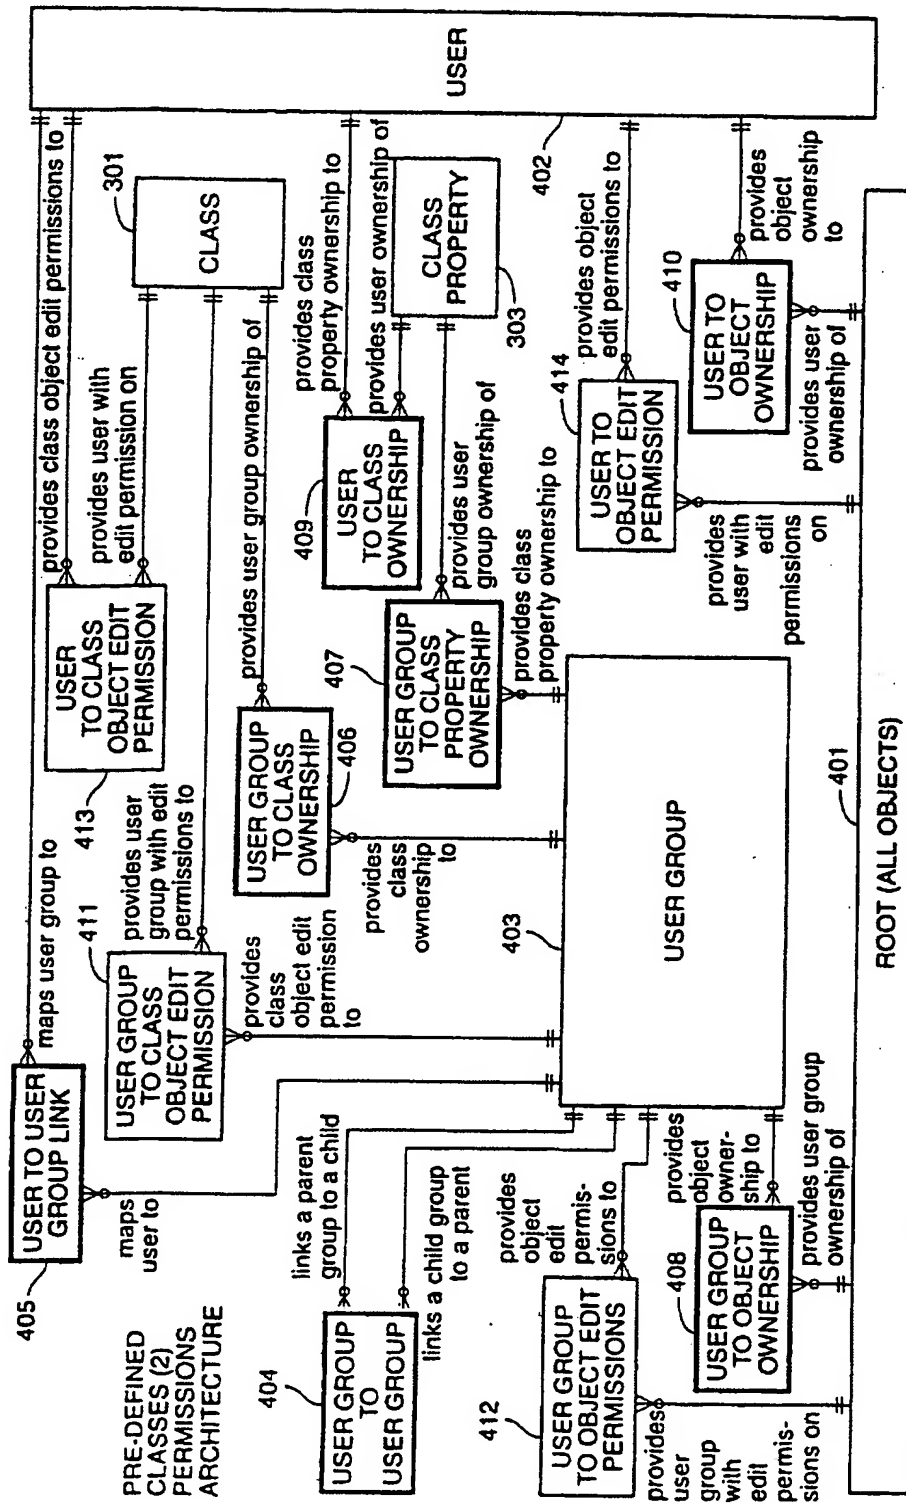 PRE-DEFINED
CLASSES (2)
PERMISSIONS
ARCHITECTURE
405
USER TO USER
GROUP LINK
maps user group to
maps
user to
provides class object edit permissions to
USER
402
413
USER
TO CLASS
OBJECT EDIT
PERMISSION
provides user with
edit permission on
301
CLASS
411
USER GROUP
TO CLASS
OBJECT EDIT
PERMISSION
provides user
group with edit
permissions to
provides
class
object edit
permission
to
USER GROUP
TO CLASS
OWNERSHIP
406
provides user group ownership of
provides
class
ownership
to
409
USER
TO CLASS
OWNERSHIP
provides class
property ownership to
provides user ownership of
CLASS
PROPERTY
303
407
USER GROUP
TO CLASS
PROPERTY
OWNERSHIP
provides user
group ownership of
provides class
property ownership to
404
USER GROUP
TO
USER GROUP
links a parent
group to a child
links a child group
to a parent
403
USER GROUP
412
USER GROUP
TO OBJECT EDIT
PERMISSIONS
provides
object
edit
permis-
sions to
provides
user
group
with
edit
permis-
sions on
408
USER GROUP
TO OBJECT
OWNERSHIP
provides
object
owner-
ship to
provides user group
ownership of
414
USER TO
OBJECT EDIT
PERMISSION
provides object
edit permissions to
provides
user with
edit
permissions
on
410
USER TO
OBJECT
OWNERSHIP
provides
object
ownership
to
provides user
ownership of
401
ROOT (ALL OBJECTS)